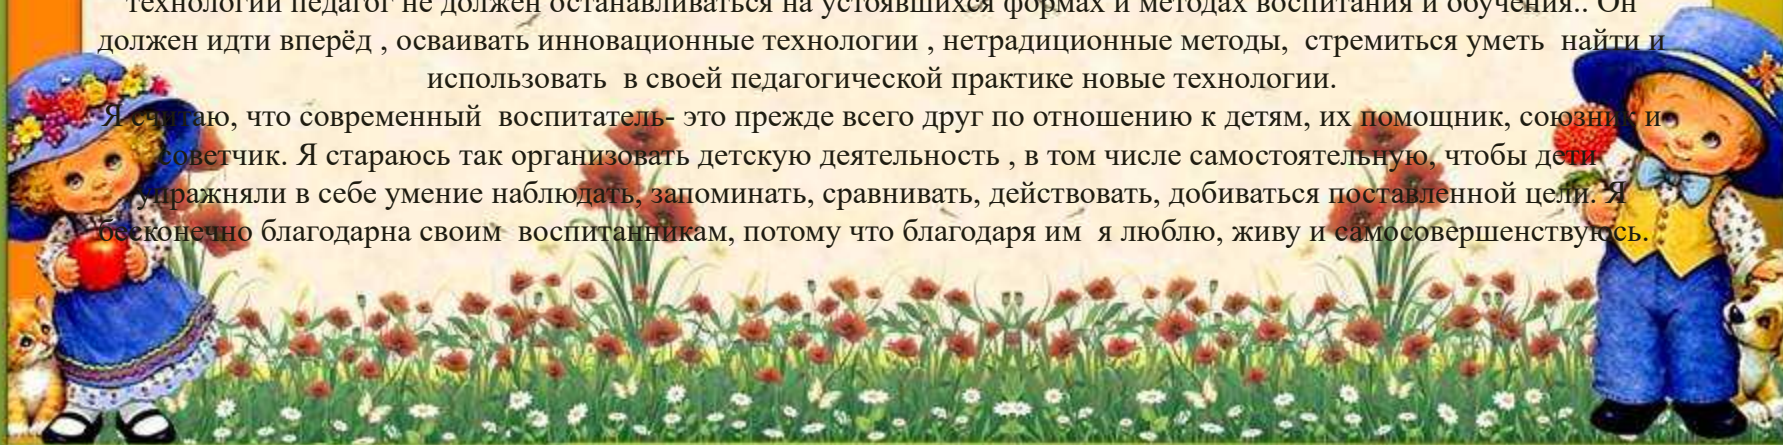 технологий педагог не должен останавливаться на устоявшихся формах и методах воспитания и обучения.. Он
должен идти вперёд , осваивать инновационные технологии , нетрадиционные методы,  стремиться уметь  найти и
использовать  в своей педагогической практике новые технологии.
Я считаю, что современный  воспитатель- это прежде всего друг по отношению к детям, их помощник, союзник и
советчик. Я стараюсь так организовать детскую деятельность , в том числе самостоятельную, чтобы дети
упражняли в себе умение наблюдать, запоминать, сравнивать, действовать, добиваться поставленной цели. Я
бесконечно благодарна своим  воспитанникам, потому что благодаря им  я люблю, живу и самосовершенствуюсь.